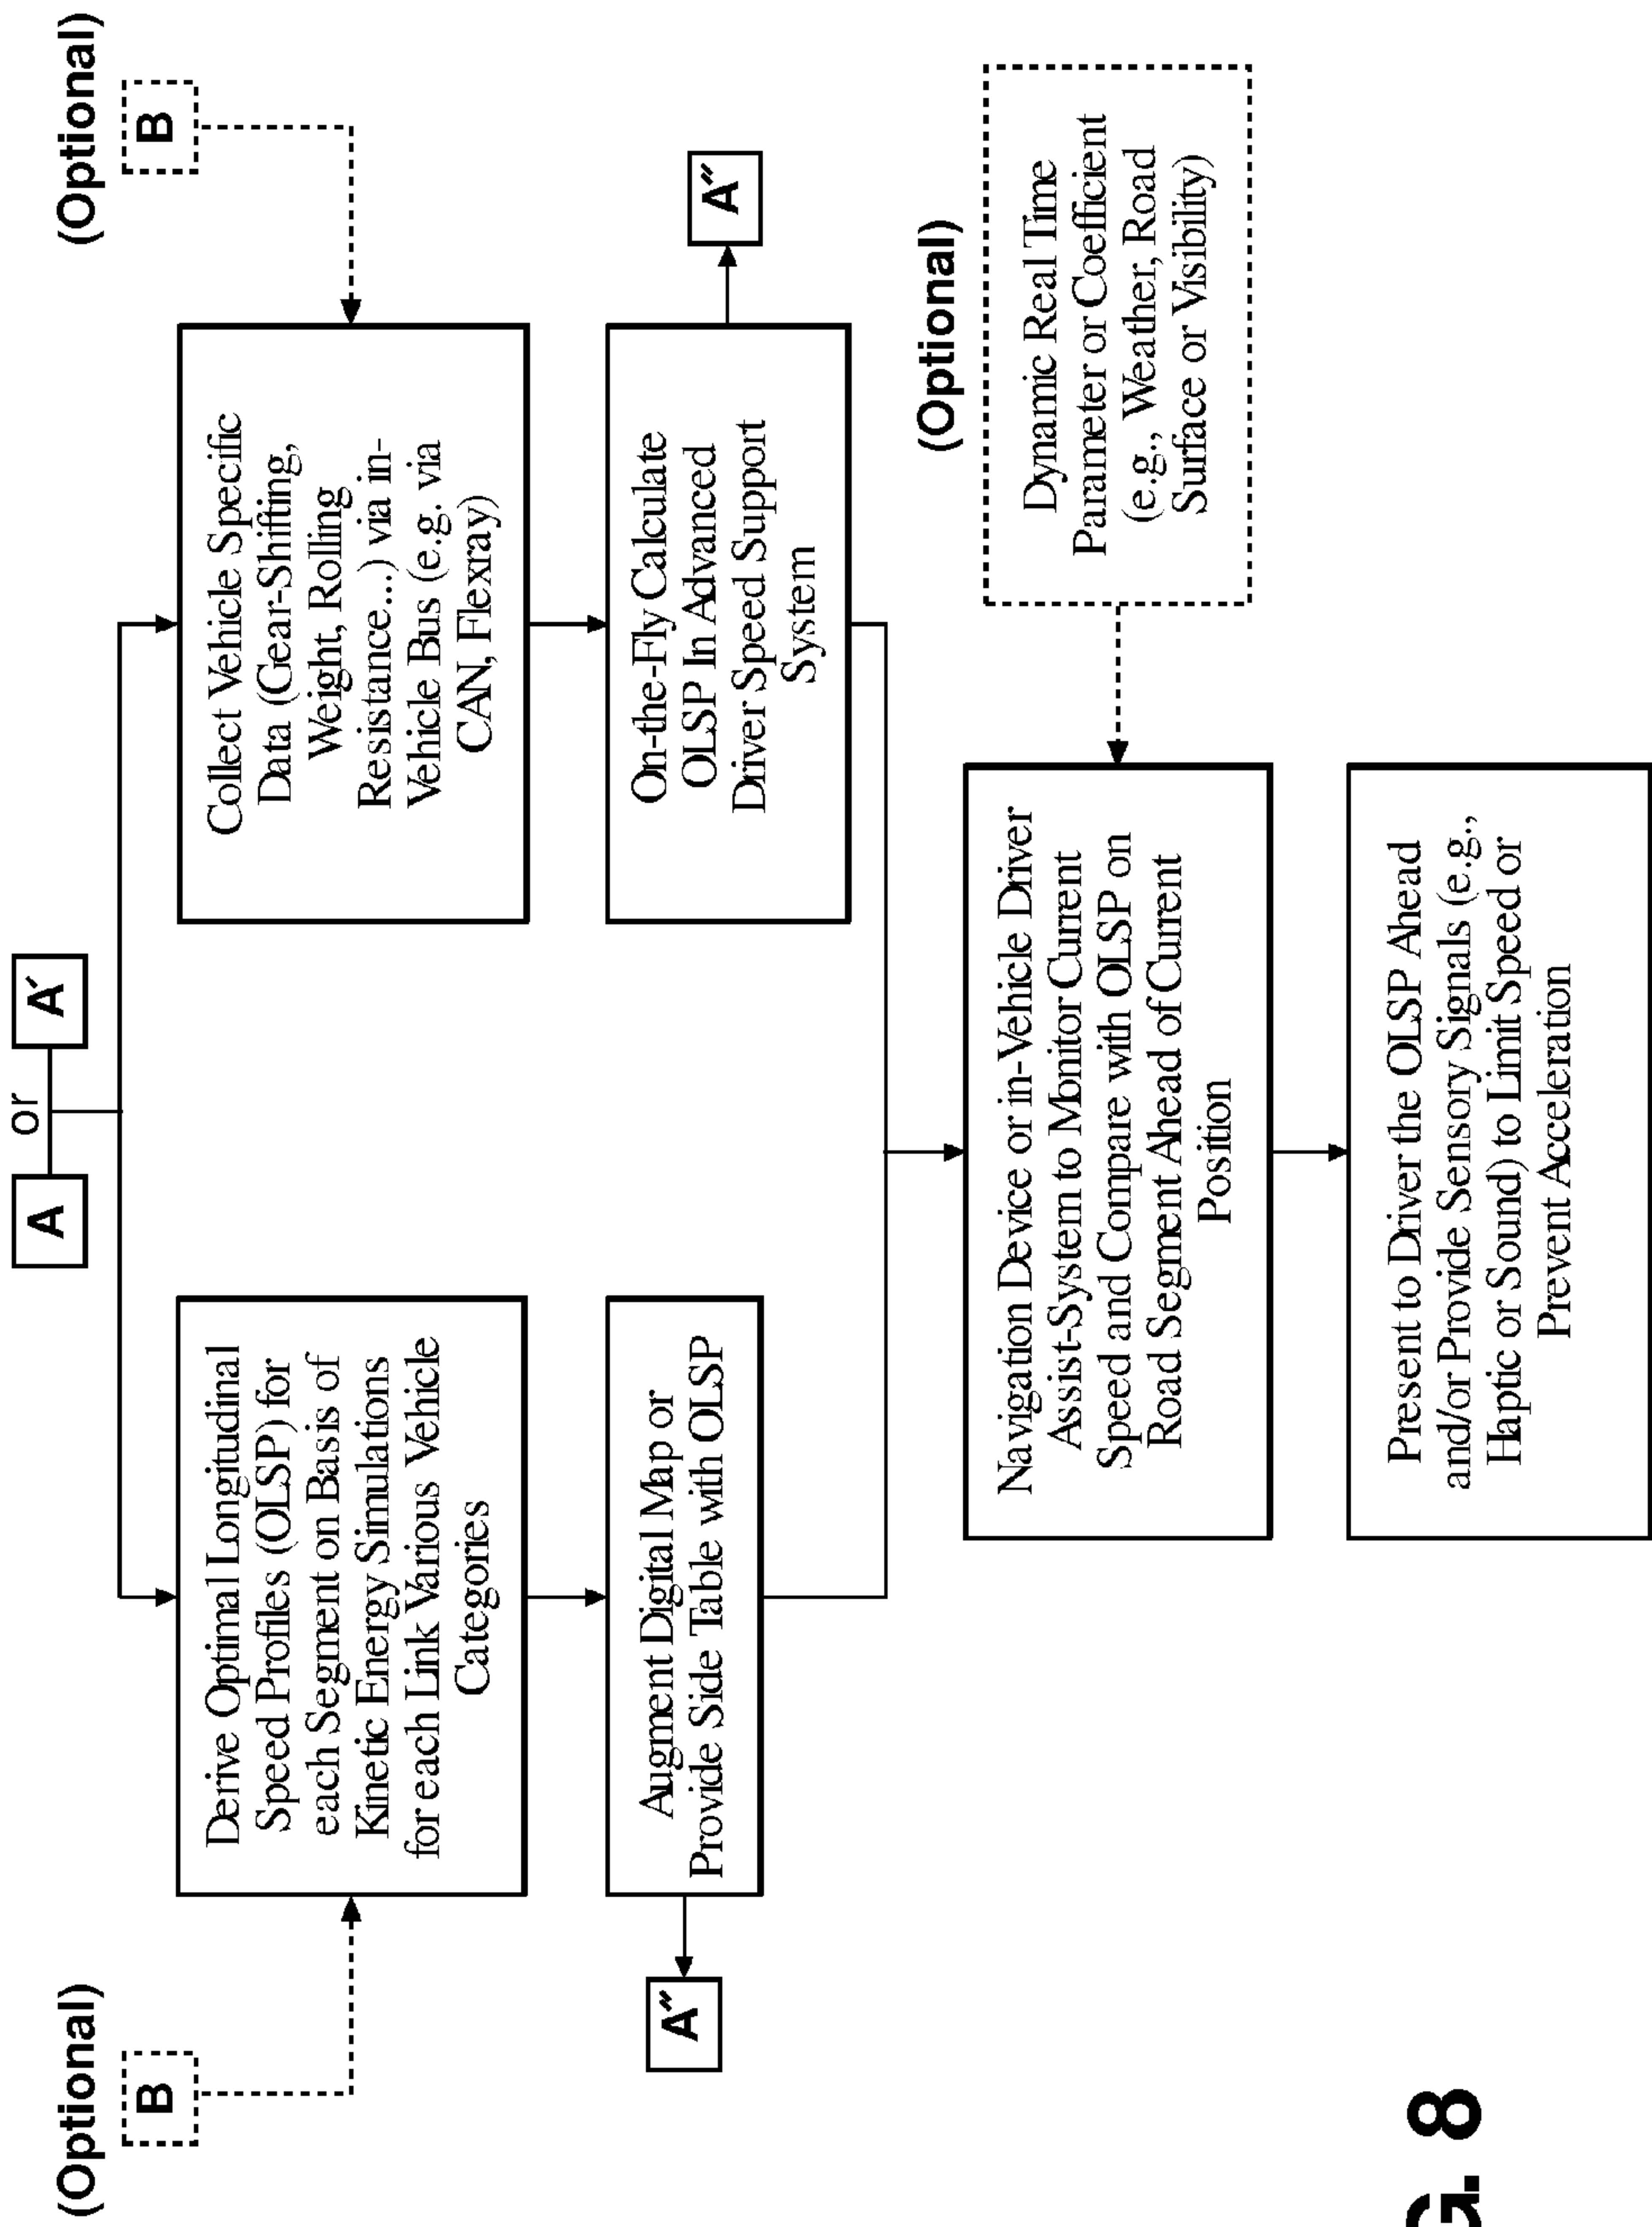 A
or
A′
(Optional)
B
(Optional)
B
Derive Optimal Longitudinal
Speed Profiles (OLSP) for
each Segment on Basis of
Kinetic Energy Simulations
for each Link Various Vehicle
Categories
Collect Vehicle Specific
Data (Gear-Shifting,
Weight, Rolling
Resistance...) via in-
Vehicle Bus (e.g. via
CAN, Flexray)
A″
Augment Digital Map or
Provide Side Table with OLSP
On-the-Fly Calculate
OLSP In Advanced
Driver Speed Support
System
A″
Navigation Device or in-Vehicle Driver
Assist-System to Monitor Current
Speed and Compare with OLSP on
Road Segment Ahead of Current
Position
(Optional)
Dynamic Real Time
Parameter or Coefficient
(e.g., Weather, Road
Surface or Visibility)
Present to Driver the OLSP Ahead
and/or Provide Sensory Signals (e.g.,
Haptic or Sound) to Limit Speed or
Prevent Acceleration
G. 8